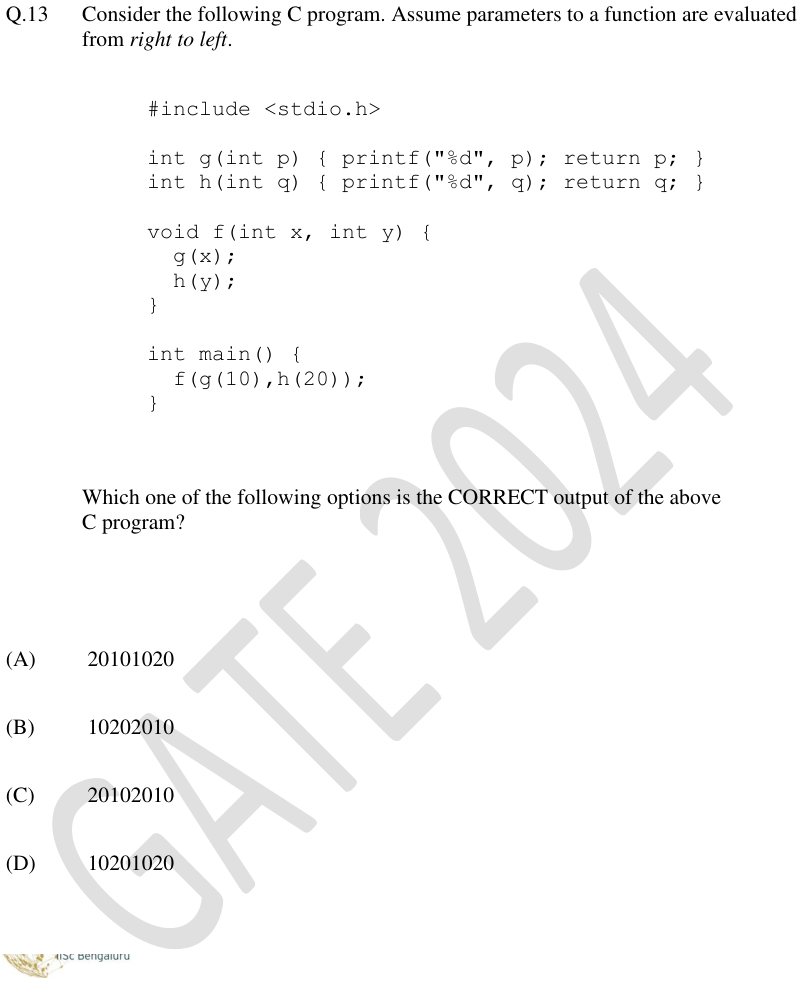 Q.13 Consider the following C program. Assume parameters to a function are evaluated
from right to left.
#include <stdio.h>
int g(int p) { printf("%d", p); return p; }
int h(int q) { printf("%d", q); return q; }
void f(int x, int y) {
g(x);
h(y);
}
int main() {
f(g(10),h(20));
}
Which one of the following options is the CORRECT output of the above
C program?
(A) 20101020
(B) 10202010
(C) 20102010
(D) 10201020
GATE 2024
IISc Bengaluru